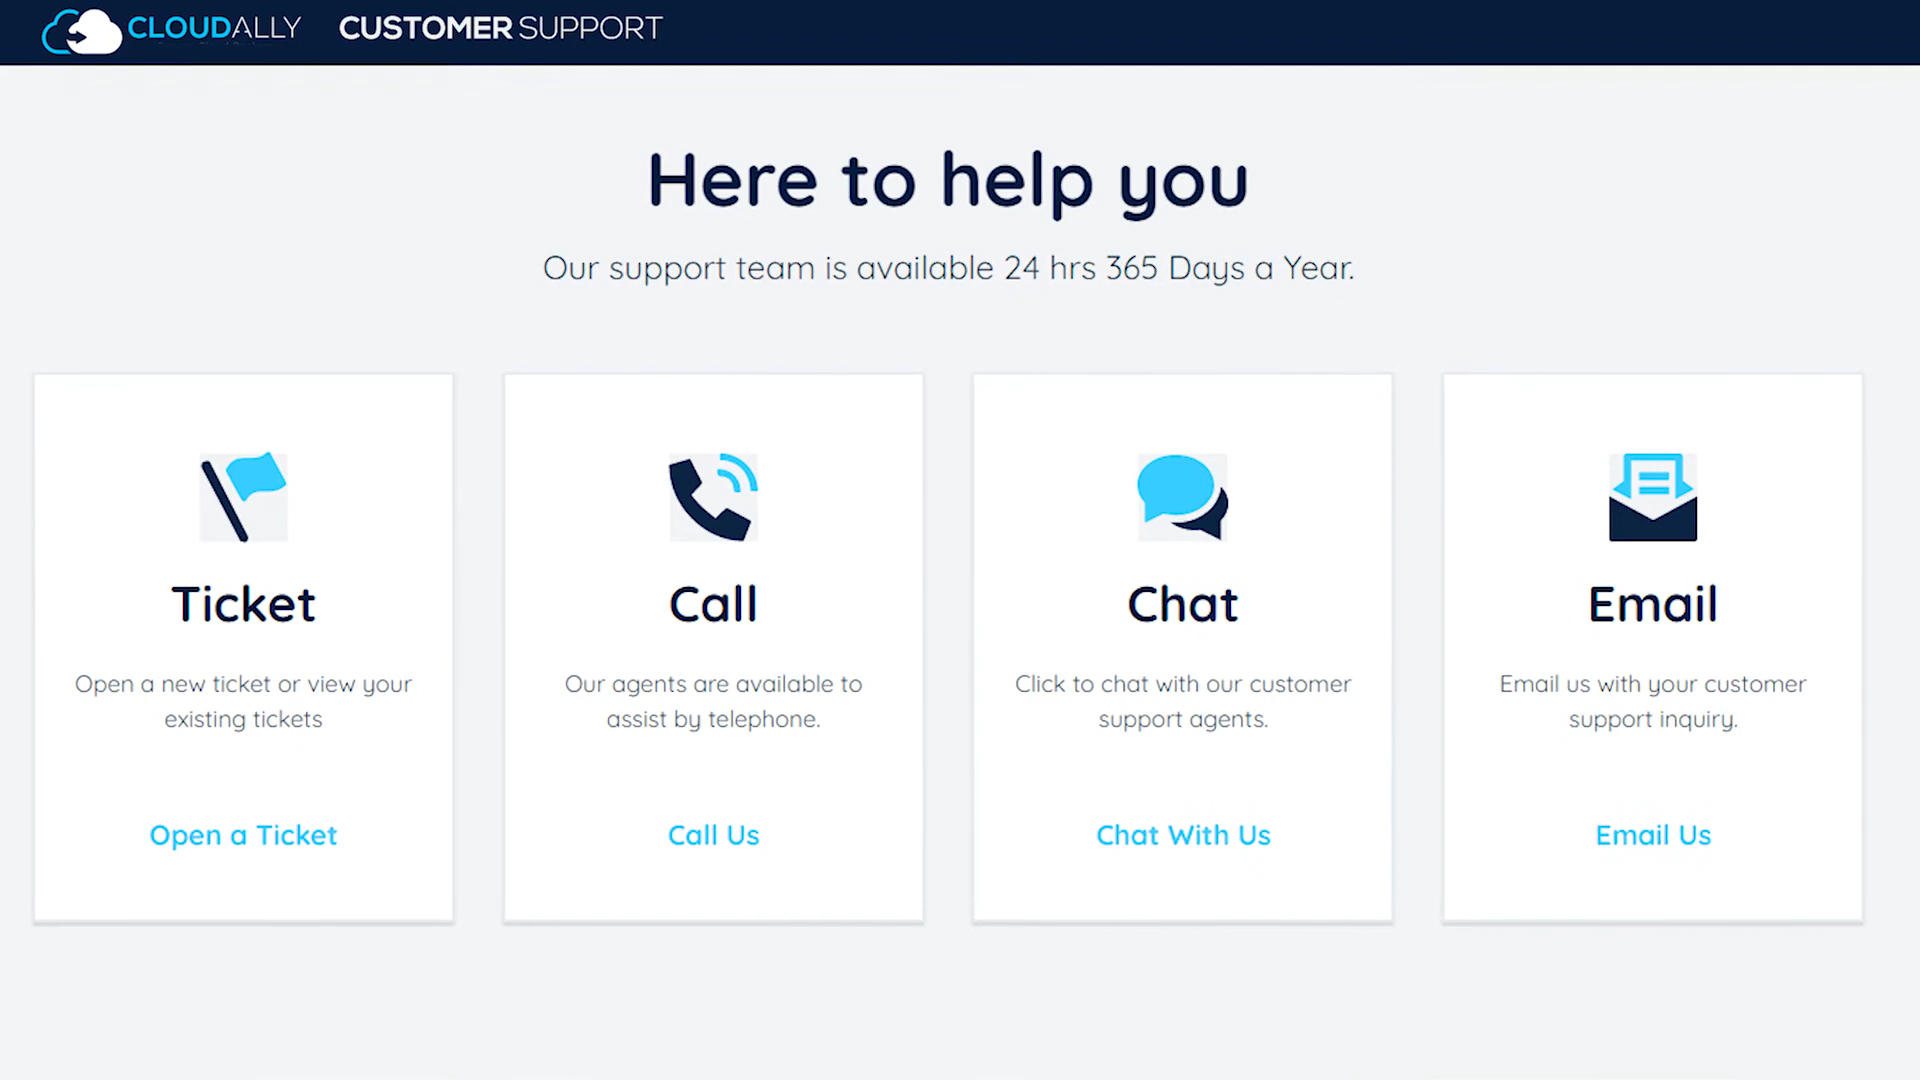 CLOUDALLY CUSTOMER SUPPORT
Here to help you
Our support team is available 24 hrs 365 Days a Year.
Ticket
Open a new ticket or view your
existing tickets
Open a Ticket
Call
Our agents are available to
assist by telephone.
Call Us
Chat
Click to chat with our customer
support agents.
Chat With Us
Email
Email us with your customer
support inquiry.
Email Us